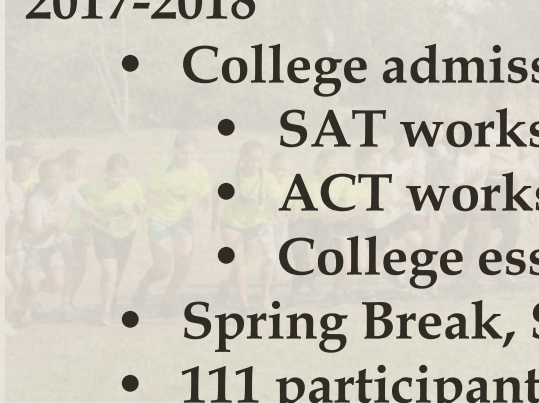 2017-2018
• College admiss
• SAT works
• ACT works
• College ess
• Spring Break, S
• 111 participant